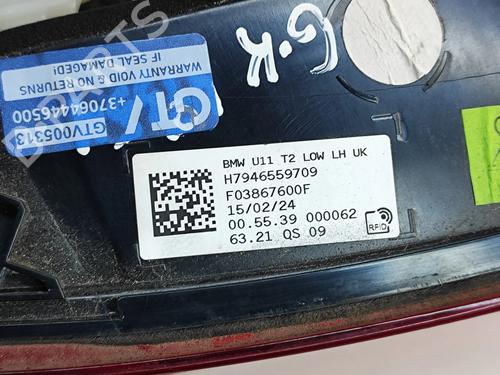 G.K
WARRANTY VOID & NO RETURNS
IF SEAL DAMAGED!
GTV
+37064446500
GTV0053313
BMW U11 T2 LOW LH UK
H7946559709
F03867600F
15/02/24
00.55.39 000062
63.21 QS 09
RFID